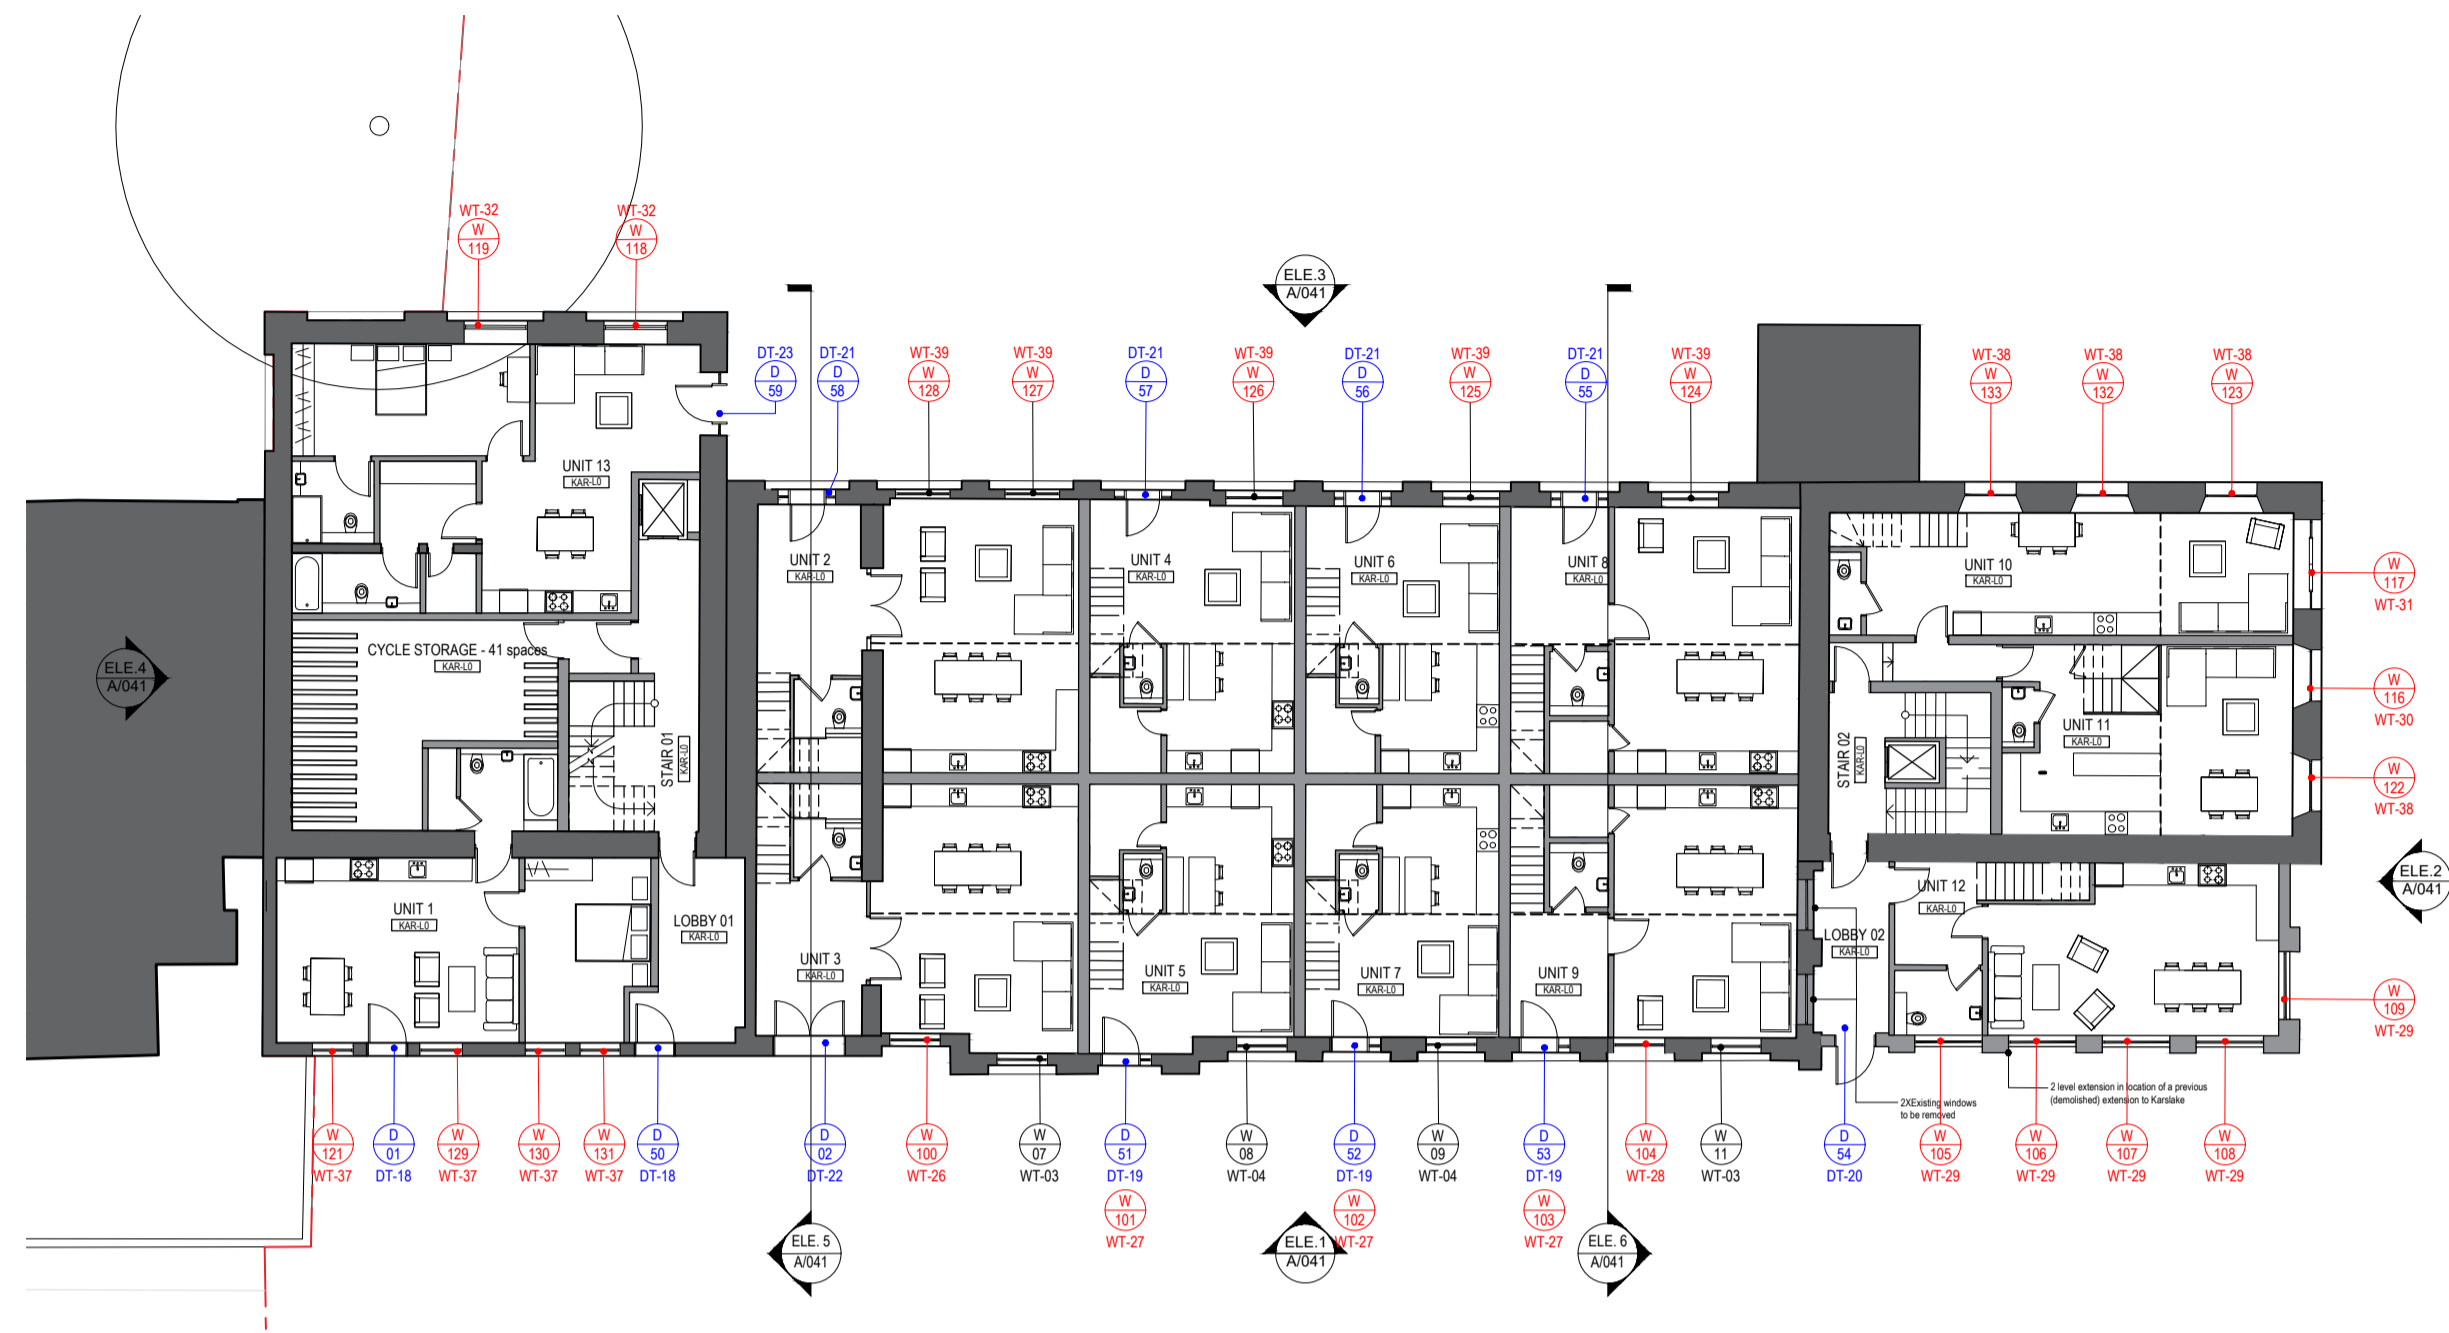 WT-32
W
119
WT-32
W
118
ELE.3
A/041
DT-23
D
59
DT-21
D
58
WT-39
W
128
WT-39
W
127
DT-21
D
57
WT-39
W
126
DT-21
D
56
WT-39
W
125
DT-21
D
55
WT-39
W
124
WT-38
W
133
WT-38
W
132
WT-38
W
123
UNIT 13
KAR-L0
UNIT 2
KAR-L0
UNIT 4
KAR-L0
UNIT 6
KAR-L0
UNIT 8
KAR-L0
UNIT 10
KAR-L0
W
117
WT-31
CYCLE STORAGE - 41 spaces
KAR-L0
ELE.4
A/041
STAIR 01
KAR-L0
STAIR 02
KAR-L0
UNIT 11
KAR-L0
W
116
WT-30
W
122
WT-38
ELE.2
A/041
UNIT 1
KAR-L0
LOBBY 01
KAR-L0
UNIT 3
KAR-L0
UNIT 5
KAR-L0
UNIT 7
KAR-L0
UNIT 9
KAR-L0
LOBBY 02
KAR-L0
UNIT 12
KAR-L0
W
109
WT-29
2 level extension in location of a previous
(demolished) extension to Karslake
2XExisting windows
to be removed
W
121
WT-37
D
01
DT-18
W
129
WT-37
W
130
WT-37
W
131
WT-37
D
50
DT-18
D
02
DT-22
W
100
WT-26
W
07
WT-03
D
51
DT-19
W
101
WT-27
W
08
WT-04
D
52
DT-19
W
102
WT-27
W
09
WT-04
D
53
DT-19
W
103
WT-27
W
104
WT-28
W
11
WT-03
D
54
DT-20
W
105
WT-29
W
106
WT-29
W
107
WT-29
W
108
WT-29
ELE. 5
A/041
ELE.1
A/041
ELE. 6
A/041